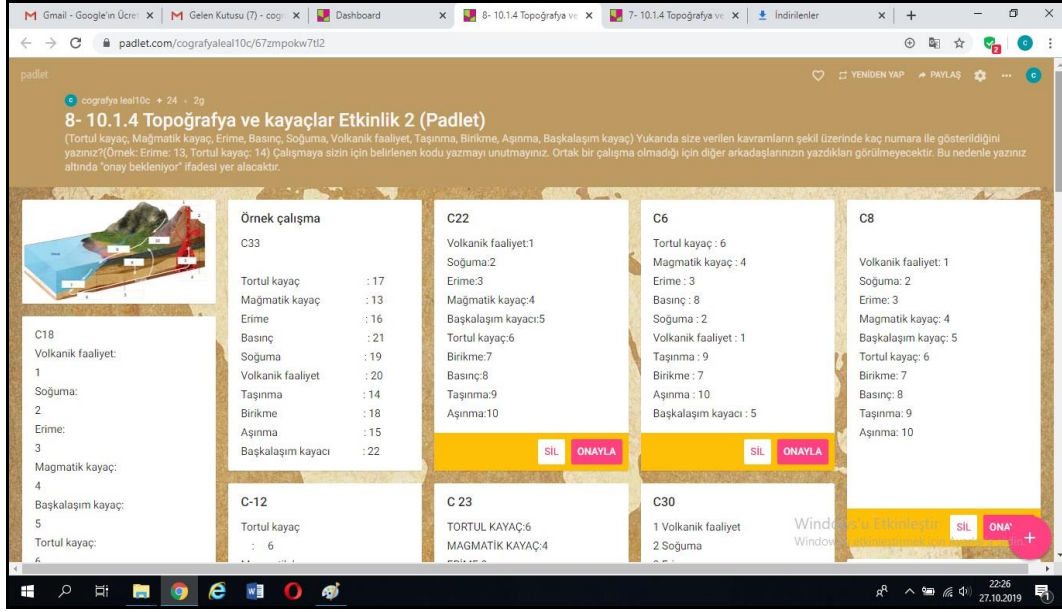 Gmail - Google'ın Ücret
Gelen Kutusu (7) - cogr
Dashboard
8- 10.1.4 Topoğrafya ve
7- 10.1.4 Topoğrafya ve
İndirilenler
padlet.com/cografyaleal10c/67zmpokw7tl2
padlet
YENİDEN YAP
PAYLAŞ
cografya leal10c + 24 • 2g
8- 10.1.4 Topoğrafya ve kayaçlar Etkinlik 2 (Padlet)
(Tortul kayaç, Mağmatik kayaç, Erime, Basınç, Soğuma, Volkanik faaliyet, Taşınma, Birikme, Aşınma, Başkalaşım kayaç) Yukarıda size verilen kavramların şekil üzerinde kaç numara ile gösterildiğini
yazınız?(Örnek: Erime: 13, Tortul kayaç: 14) Çalışmaya sizin için belirlenen kodu yazmayı unutmayınız. Ortak bir çalışma olmadığı için diğer arkadaşlarınızın yazdıkları görülmeyecektir. Bu nedenle yazınız
altında "onay bekleniyor" ifadesi yer alacaktır.
C18
Volkanik faaliyet:
1
Soğuma:
2
Erime:
3
Magmatik kayaç:
4
Başkalaşım kayaç:
5
Tortul kayaç:
6
Örnek çalışma
C33
Tortul kayaç : 17
Mağmatik kayaç : 13
Erime : 16
Basınç : 21
Soğuma : 19
Volkanik faaliyet : 20
Taşınma : 14
Birikme : 18
Aşınma : 15
Başkalaşım kayacı : 22
C-12
Tortul kayaç
: 6
C22
Volkanik faaliyet:1
Soğuma:2
Erime:3
Mağmatik kayaç:4
Başkalaşım kayacı:5
Tortul kayaç:6
Birikme:7
Basınç:8
Taşınma:9
Aşınma:10
SİL
ONAYLA
C 23
TORTUL KAYAÇ:6
MAGMATİK KAYAÇ:4
C6
Tortul kayaç : 6
Magmatik kayaç : 4
Erime : 3
Basınç : 8
Soğuma : 2
Volkanik faaliyet : 1
Taşınma : 9
Birikme : 7
Aşınma : 10
Başkalaşım kayacı : 5
SİL
ONAYLA
C30
1 Volkanik faaliyet
2 Soğuma
C8
Volkanik faaliyet: 1
Soğuma: 2
Erime: 3
Magmatik kayaç: 4
Başkalaşım kayaç: 5
Tortul kayaç: 6
Birikme: 7
Basınç: 8
Taşınma: 9
Aşınma: 10
SİL
22:26
27.10.2019